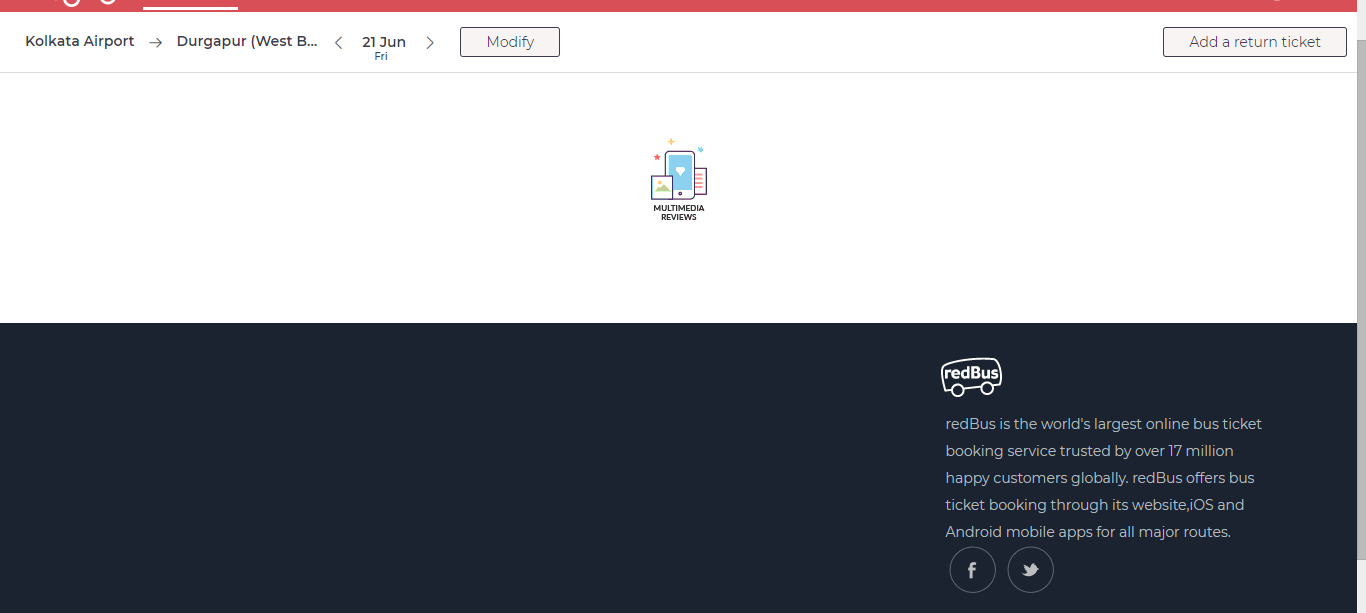 Kolkata Airport → Durgapur (West B... < 21 Jun > Modify Add a return ticket
Fri
MULTIMEDIA
REVIEWS
redBus
redBus is the world's largest online bus ticket
booking service trusted by over 17 million
happy customers globally. redBus offers bus
ticket booking through its website,iOS and
Android mobile apps for all major routes.